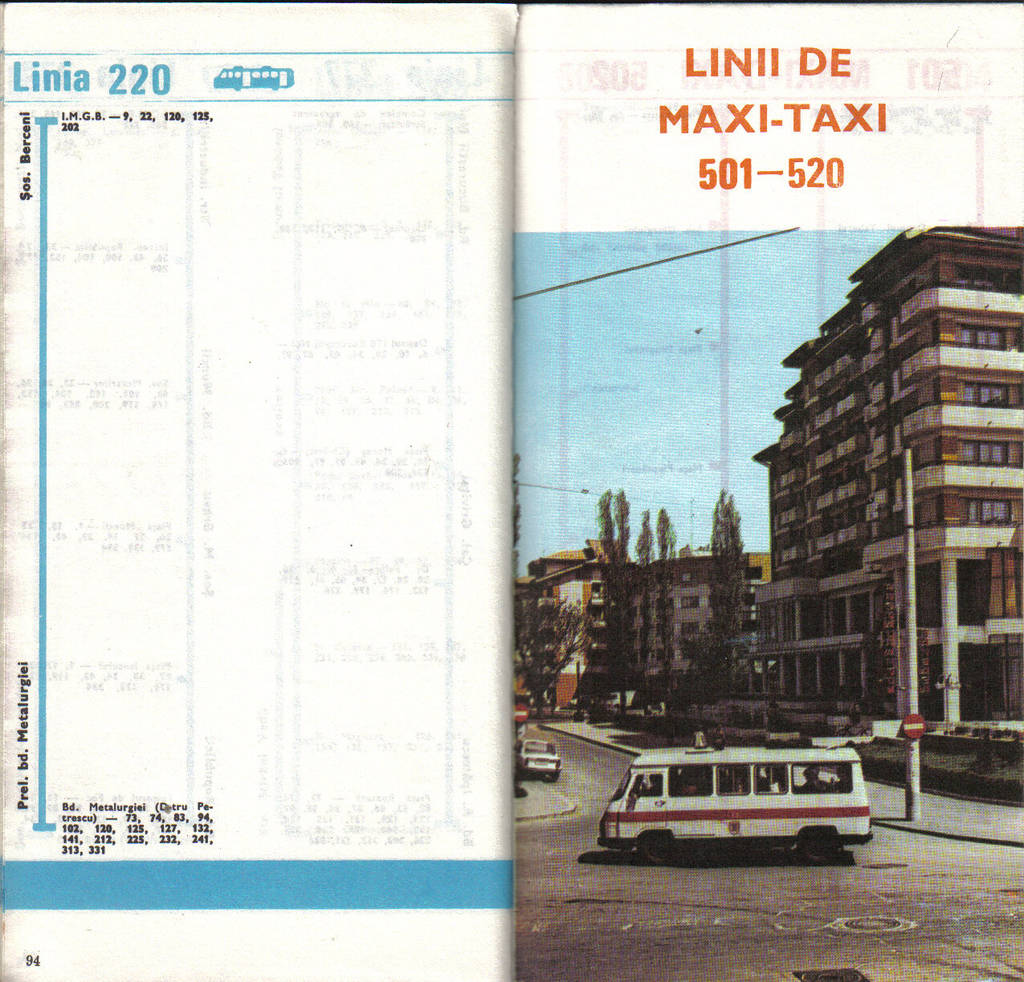 Linia 220
Șos. Berceni
I.M.G.B. — 9, 22, 120, 125,
202
Prel. bd. Metalurgiei
Bd. Metalurgiei (Dətru Pe-
trescu) — 73, 74, 83, 94,
102, 120, 125, 127, 132,
141, 212, 225, 232, 241,
313, 331
94
LINII DE
MAXI-TAXI
501—520